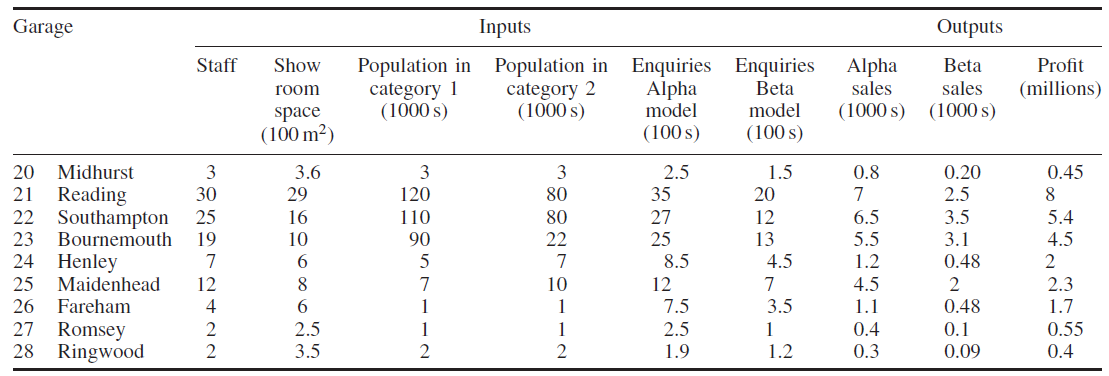 Garage Inputs Outputs
Staff Show Population in Population in Enquiries Enquiries Alpha Beta Profit
room category 1 category 2 Alpha Beta sales sales (millions)
space (1000 s) (1000 s) model model (1000 s) (1000 s)
(100 m²) (100 s) (100 s)
20 Midhurst 3 3.6 3 3 2.5 1.5 0.8 0.20 0.45
21 Reading 30 29 120 80 35 20 7 2.5 8
22 Southampton 25 16 110 80 27 12 6.5 3.5 5.4
23 Bournemouth 19 10 90 22 25 13 5.5 3.1 4.5
24 Henley 7 6 5 7 8.5 4.5 1.2 0.48 2
25 Maidenhead 12 8 7 10 12 7 4.5 2 2.3
26 Fareham 4 6 1 1 7.5 3.5 1.1 0.48 1.7
27 Romsey 2 2.5 1 1 2.5 1 0.4 0.1 0.55
28 Ringwood 2 3.5 2 2 1.9 1.2 0.3 0.09 0.4